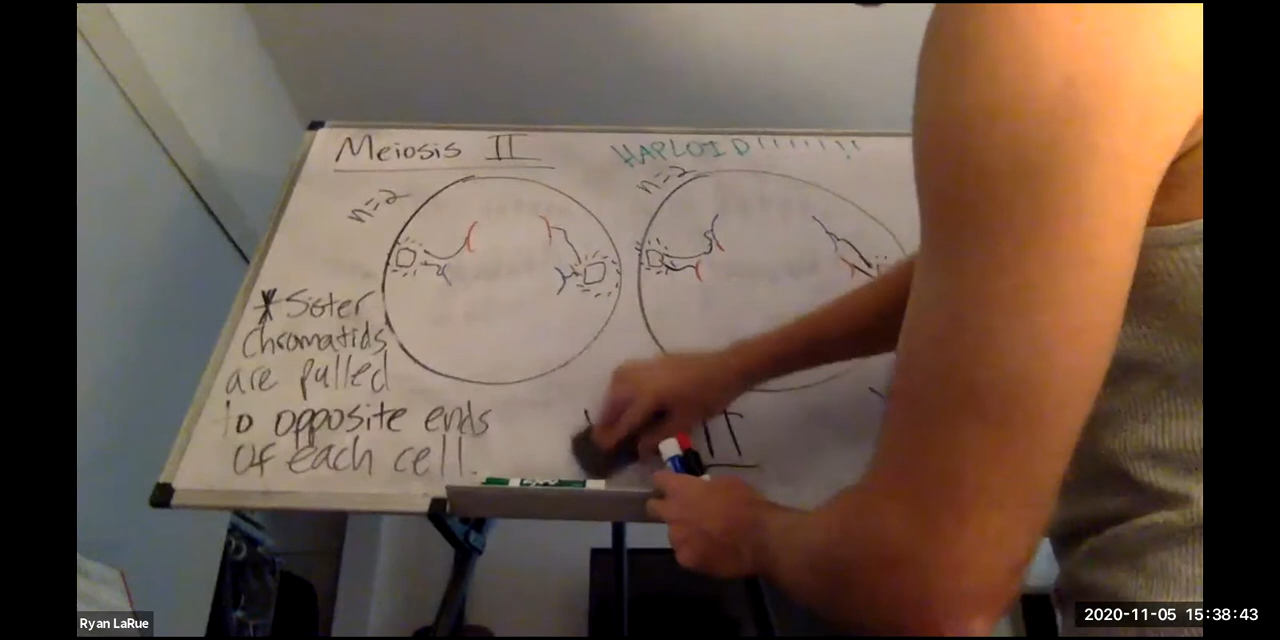 Meiosis II
HAPLOID!!!!!!!
n=2
n=2
*Sister
Chromatids
are pulled
to opposite ends
of each cell.
II
Ryan LaRue
2020-11-05 15:38:43